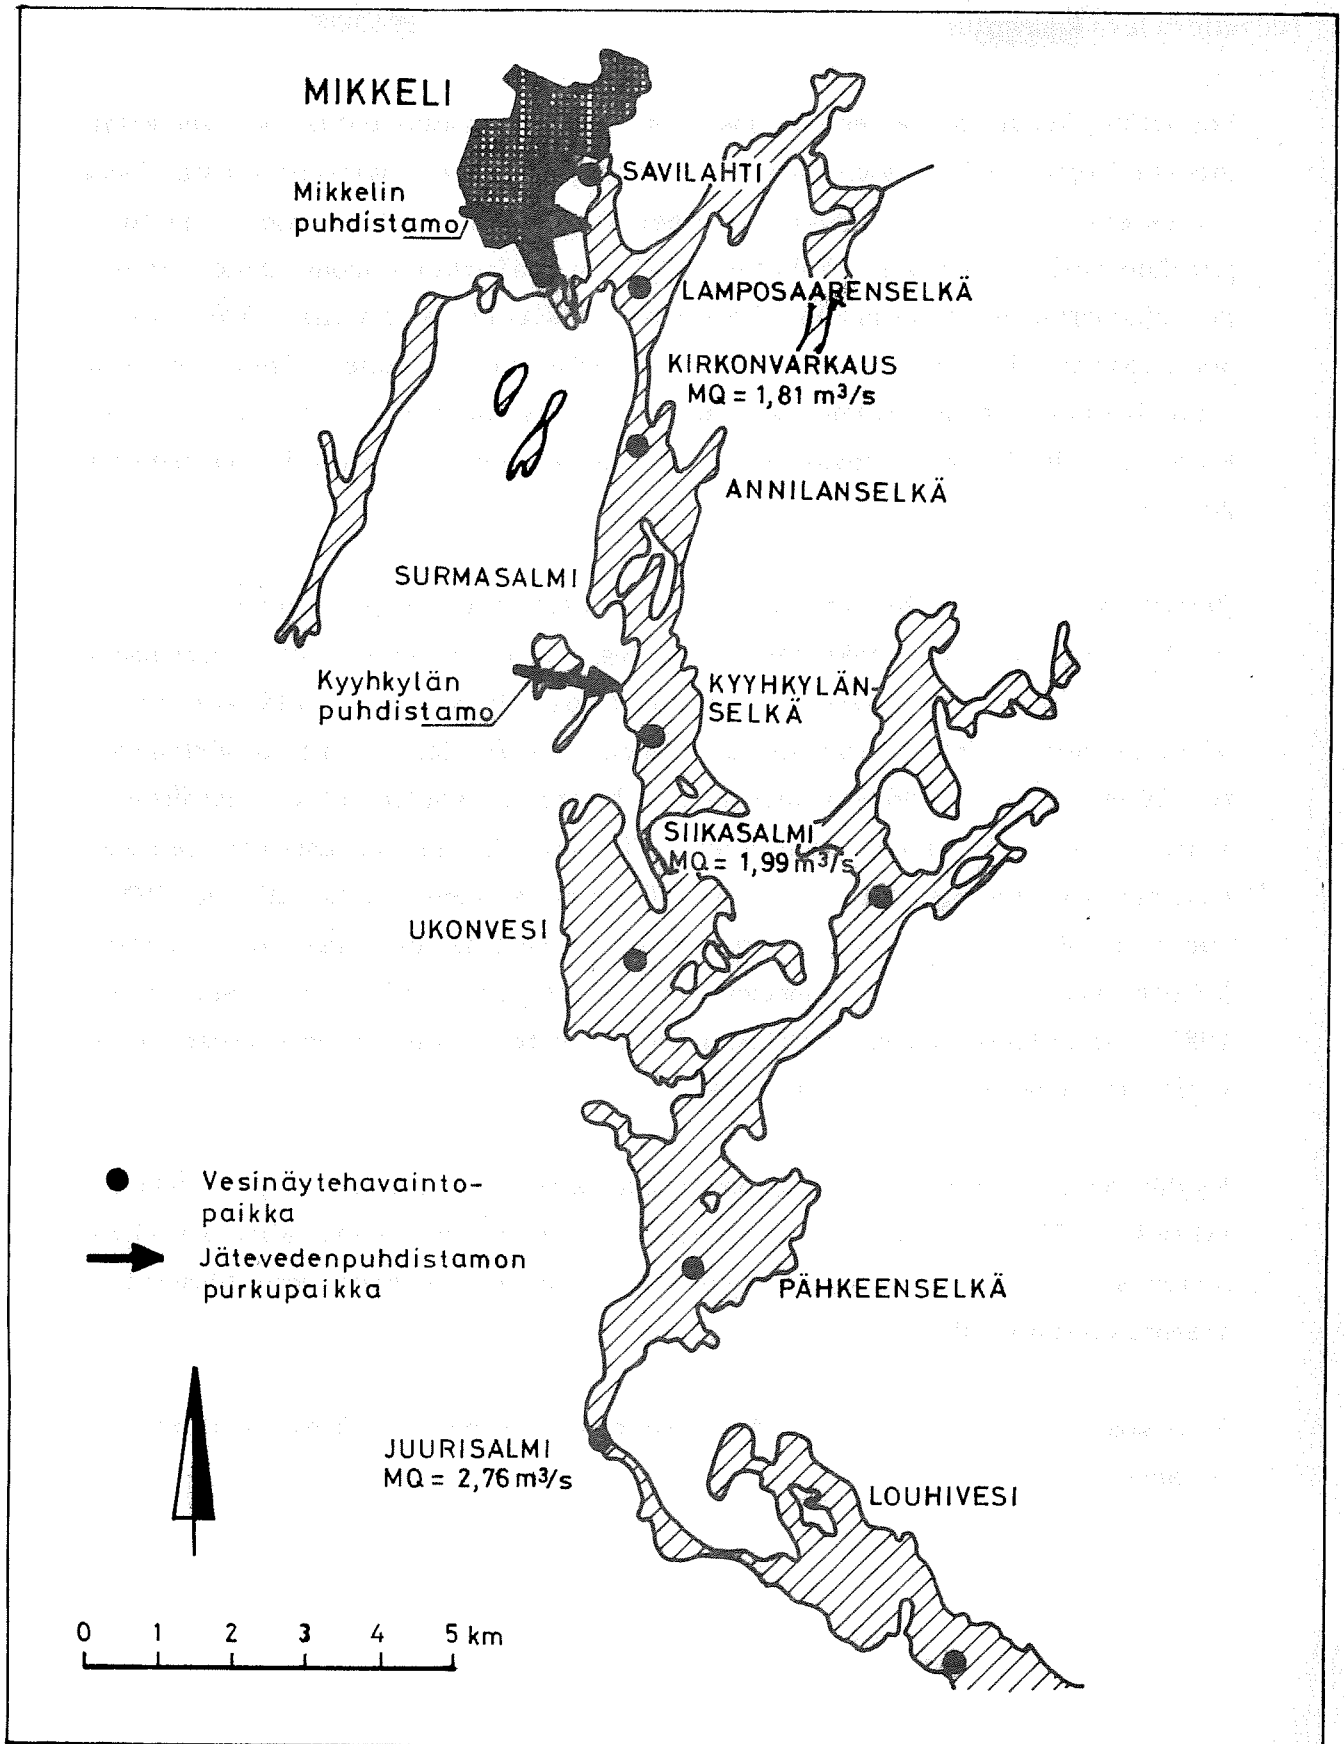 MIKKELI
SAVILAHTI
Mikkelin
puhdistamo
LAMPOSAARENSELKÄ
KIRKONVARKAUS
MQ = 1,81 m³/s
ANNILANSELKÄ
SURMASALMI
Kyyhkylän
puhdistamo
KYYHKYLÄN-
SELKÄ
SIIKASALMI
MQ = 1,99 m³/s
UKONVESI
Vesinäytehavainto-
paikka
Jätevedenpuhdistamon
purkupaikka
PÄHKEENSELKÄ
JUURISALMI
MQ = 2,76 m³/s
LOUHIVESI
0 1 2 3 4 5 km